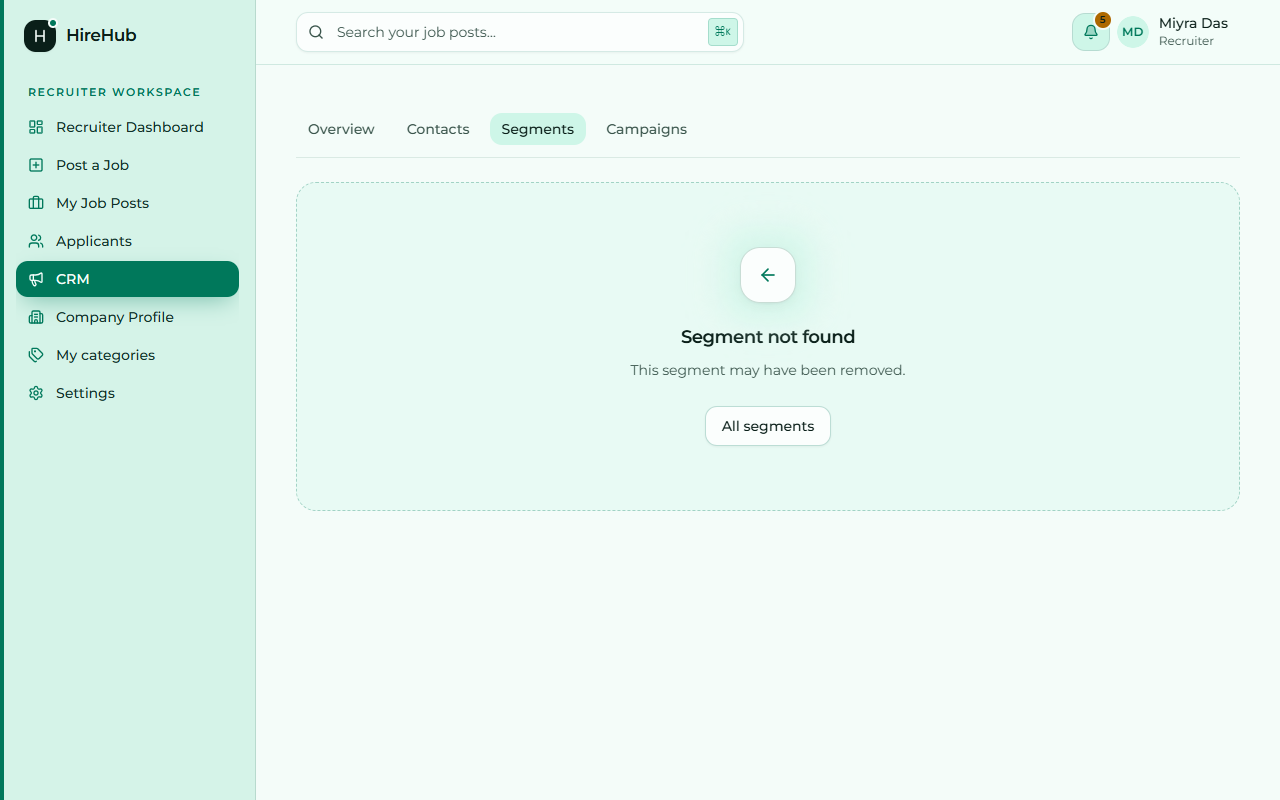 H HireHub
RECRUITER WORKSPACE
Recruiter Dashboard
Post a Job
My Job Posts
Applicants
CRM
Company Profile
My categories
Settings
Search your job posts...
⌘K
5
MD
Miyra Das
Recruiter
Overview
Contacts
Segments
Campaigns
Segment not found
This segment may have been removed.
All segments